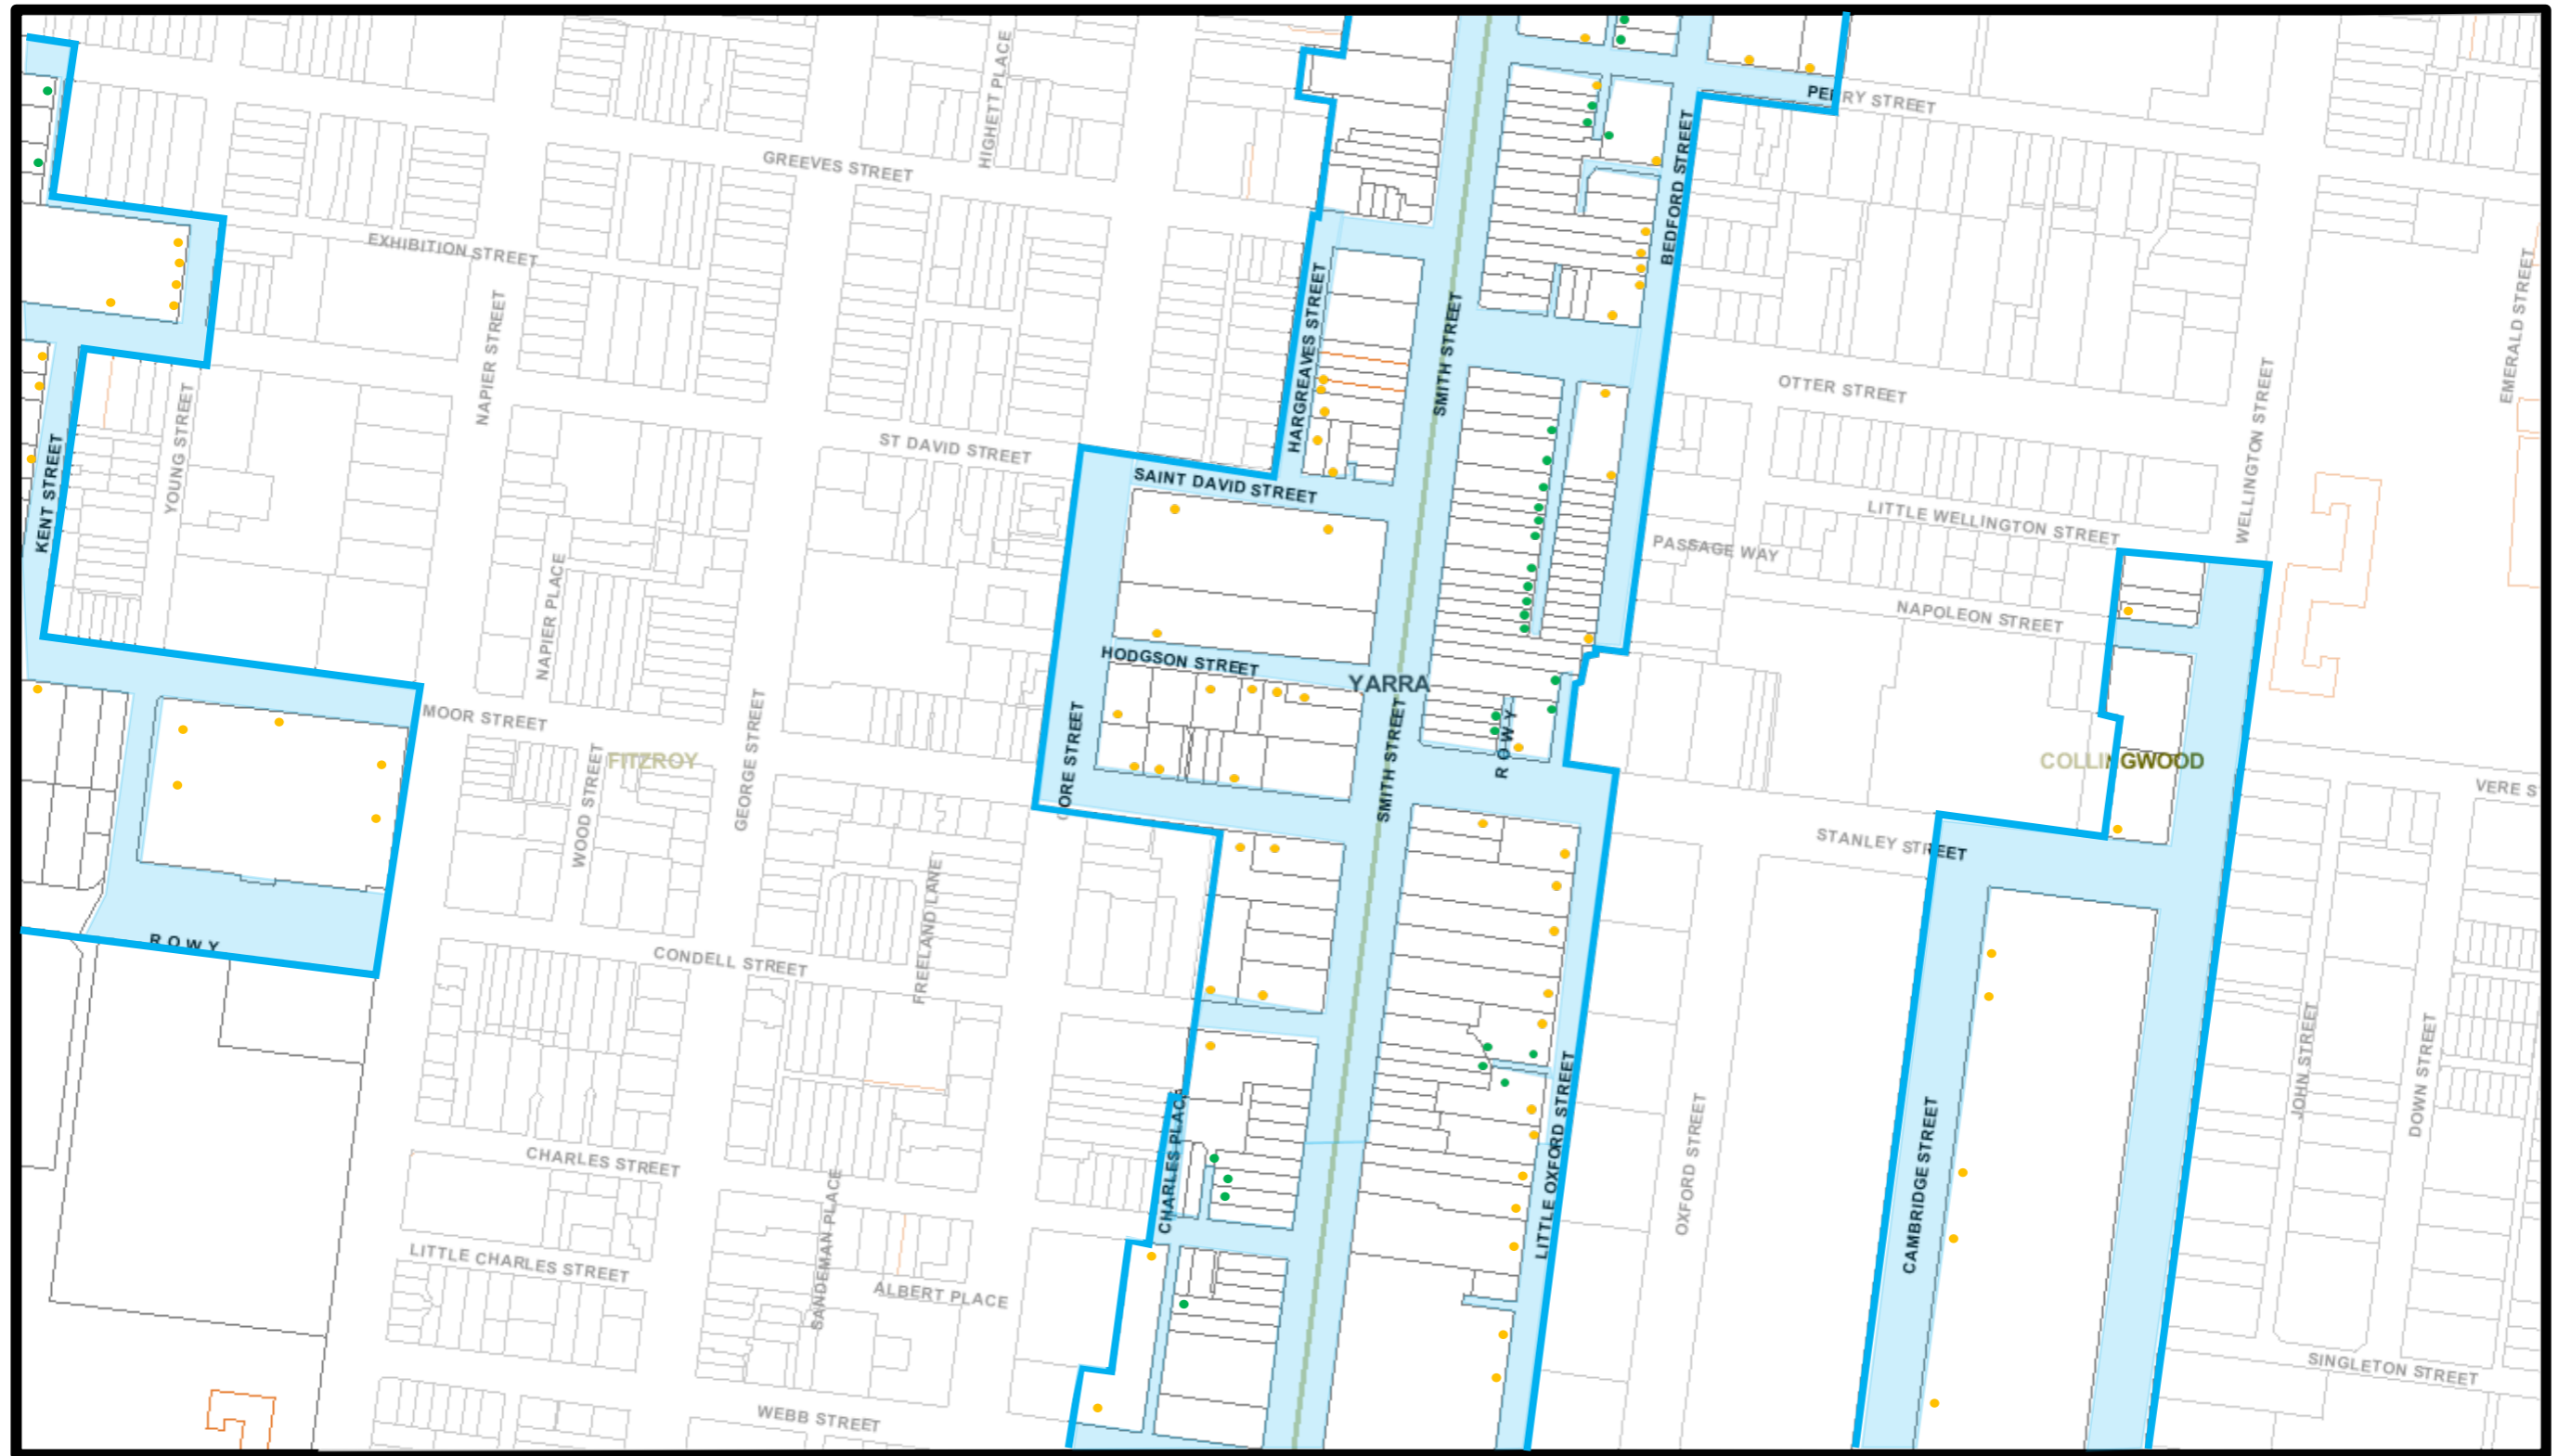 HIGHETT PLACE
PERRY STREET
GREEVES STREET
BEDFORD STREET
EXHIBITION STREET
HARGREAVES STREET
EMERALD STREET
NAPIER STREET
SMITH STREET
OTTER STREET
WELLINGTON STREET
YOUNG STREET
ST DAVID STREET
KENT STREET
SAINT DAVID STREET
LITTLE WELLINGTON STREET
PASSAGE WAY
NAPIER PLACE
NAPOLEON STREET
HODGSON STREET
YARRA
MOOR STREET
GORE STREET
SMITH STREET
R O W Y
GEORGE STREET
WOOD STREET
FITZROY
COLLINGWOOD
VERE S
STANLEY STREET
FREELAND LANE
R O W Y
CONDELL STREET
JOHN STREET
DOWN STREET
CHARLES PLACE
LITTLE OXFORD STREET
OXFORD STREET
CAMBRIDGE STREET
CHARLES STREET
SANDEMAN PLACE
LITTLE CHARLES STREET
ALBERT PLACE
SINGLETON STREET
WEBB STREET